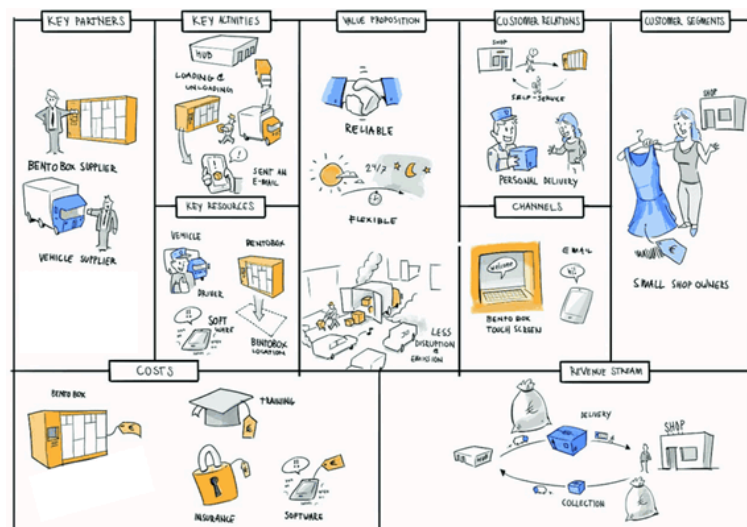 KEY PARTNERS
BENTOBOX SUPPLIER
VEHICLE SUPPLIER
KEY ACTIVITIES
HUB
LOADING &
UNLOADING
!
SENT AN
E-MAIL
KEY RESOURCES
VEHICLE
DRIVER
BENTOBOX
SOFT
WARE
BENTOBOX
LOCATION
VALUE PROPOSITION
RELIABLE
24/7
FLEXIBLE
LESS
DISRUPTION
&
EMISSION
CUSTOMER RELATIONS
SHOP
SELF-SERVICE
PERSONAL DELIVERY
CHANNELS
WELCOME
E-MAIL
HI!
BENTO BOX
TOUCH SCREEN
CUSTOMER SEGMENTS
SHOP
€
SMALL SHOP OWNERS
COSTS
BENTO BOX
€
TRAINING
€
INSURANCE
€
SOFTWARE
REVENUE STREAM
€
DELIVERY
SHOP
COLLECTION
€